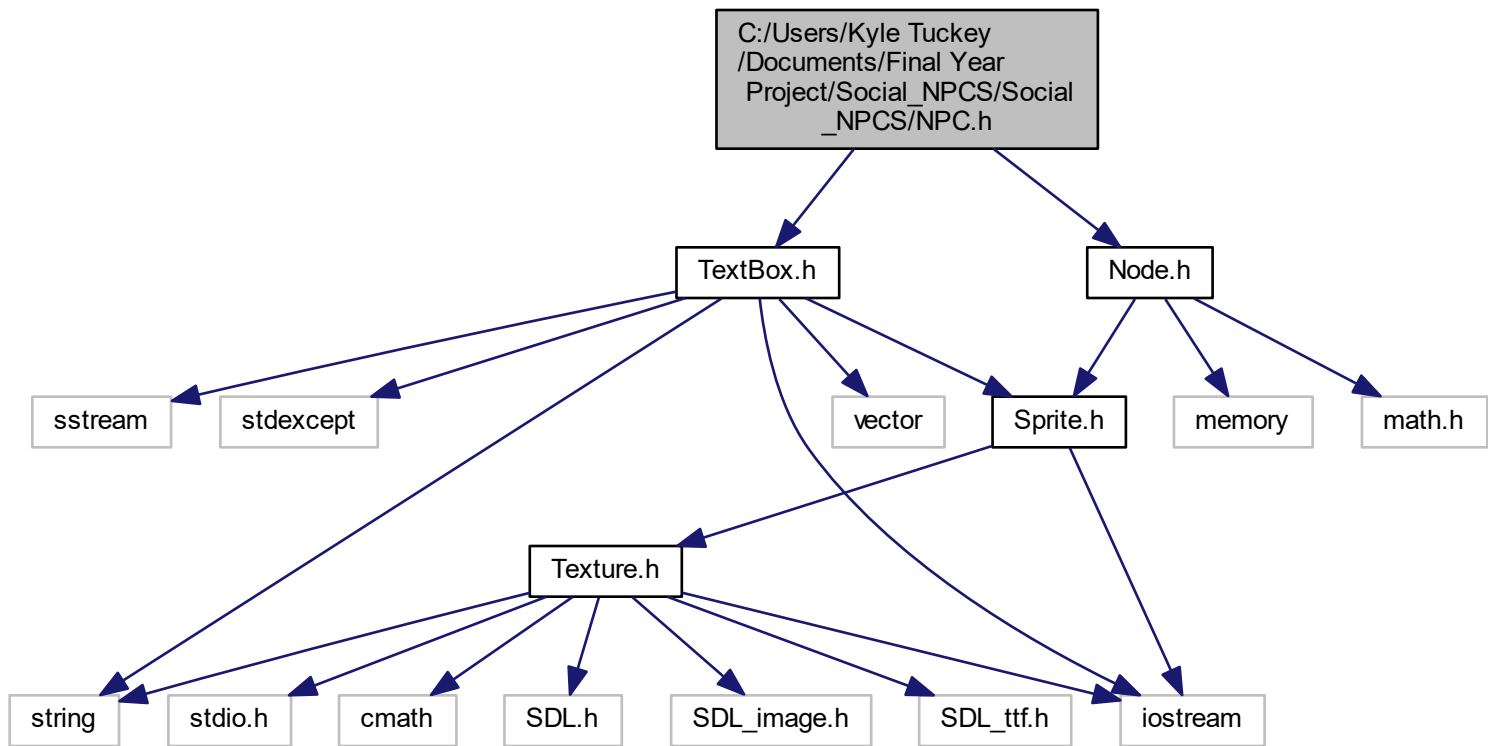 C:/Users/Kyle Tuckey
/Documents/Final Year
Project/Social_NPCS/Social
_NPCS/NPC.h
TextBox.h
Node.h
sstream
stdexcept
vector
Sprite.h
memory
math.h
Texture.h
string
stdio.h
cmath
SDL.h
SDL_image.h
SDL_ttf.h
iostream